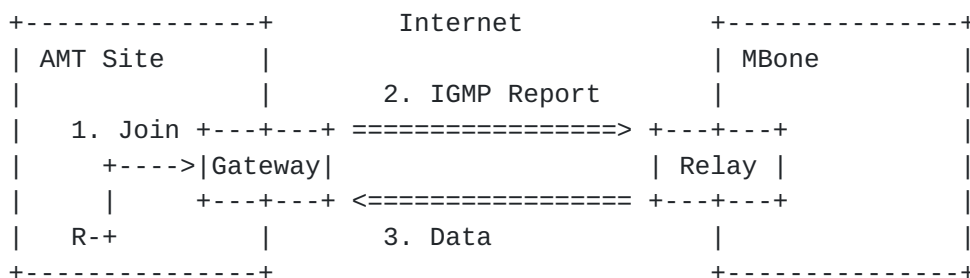 +---------------+        Internet            +---------------+
| AMT Site      |                            | MBone         |
|               |       2. IGMP Report       |               |
|   1. Join +---+---+ =================> +---+---+           |
|     +---->|Gateway|                    | Relay |           |
|     |     +---+---+ <================= +---+---+           |
|   R-+         |       3. Data              |               |
+---------------+                            +---------------+